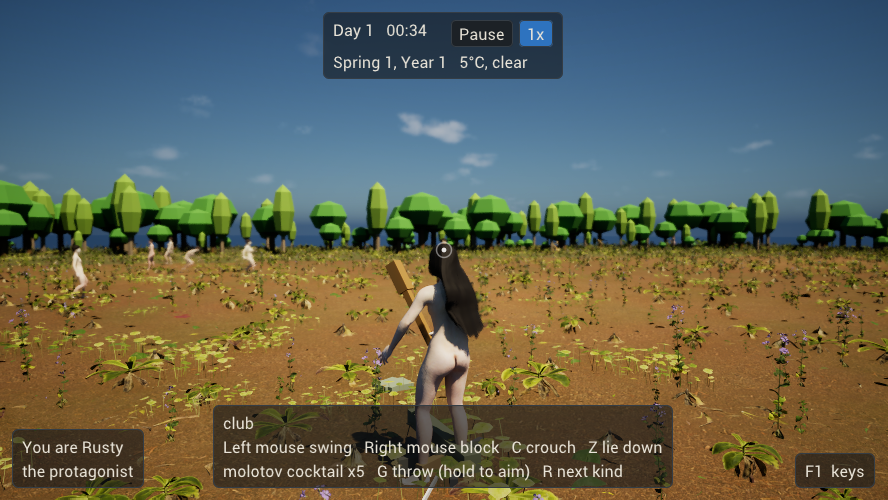 Day 1 00:34 Pause 1x
Spring 1, Year 1 5°C, clear
You are Rusty
the protagonist
club
Left mouse swing Right mouse block C crouch Z lie down
molotov cocktail x5 G throw (hold to aim) R next kind
F1 keys